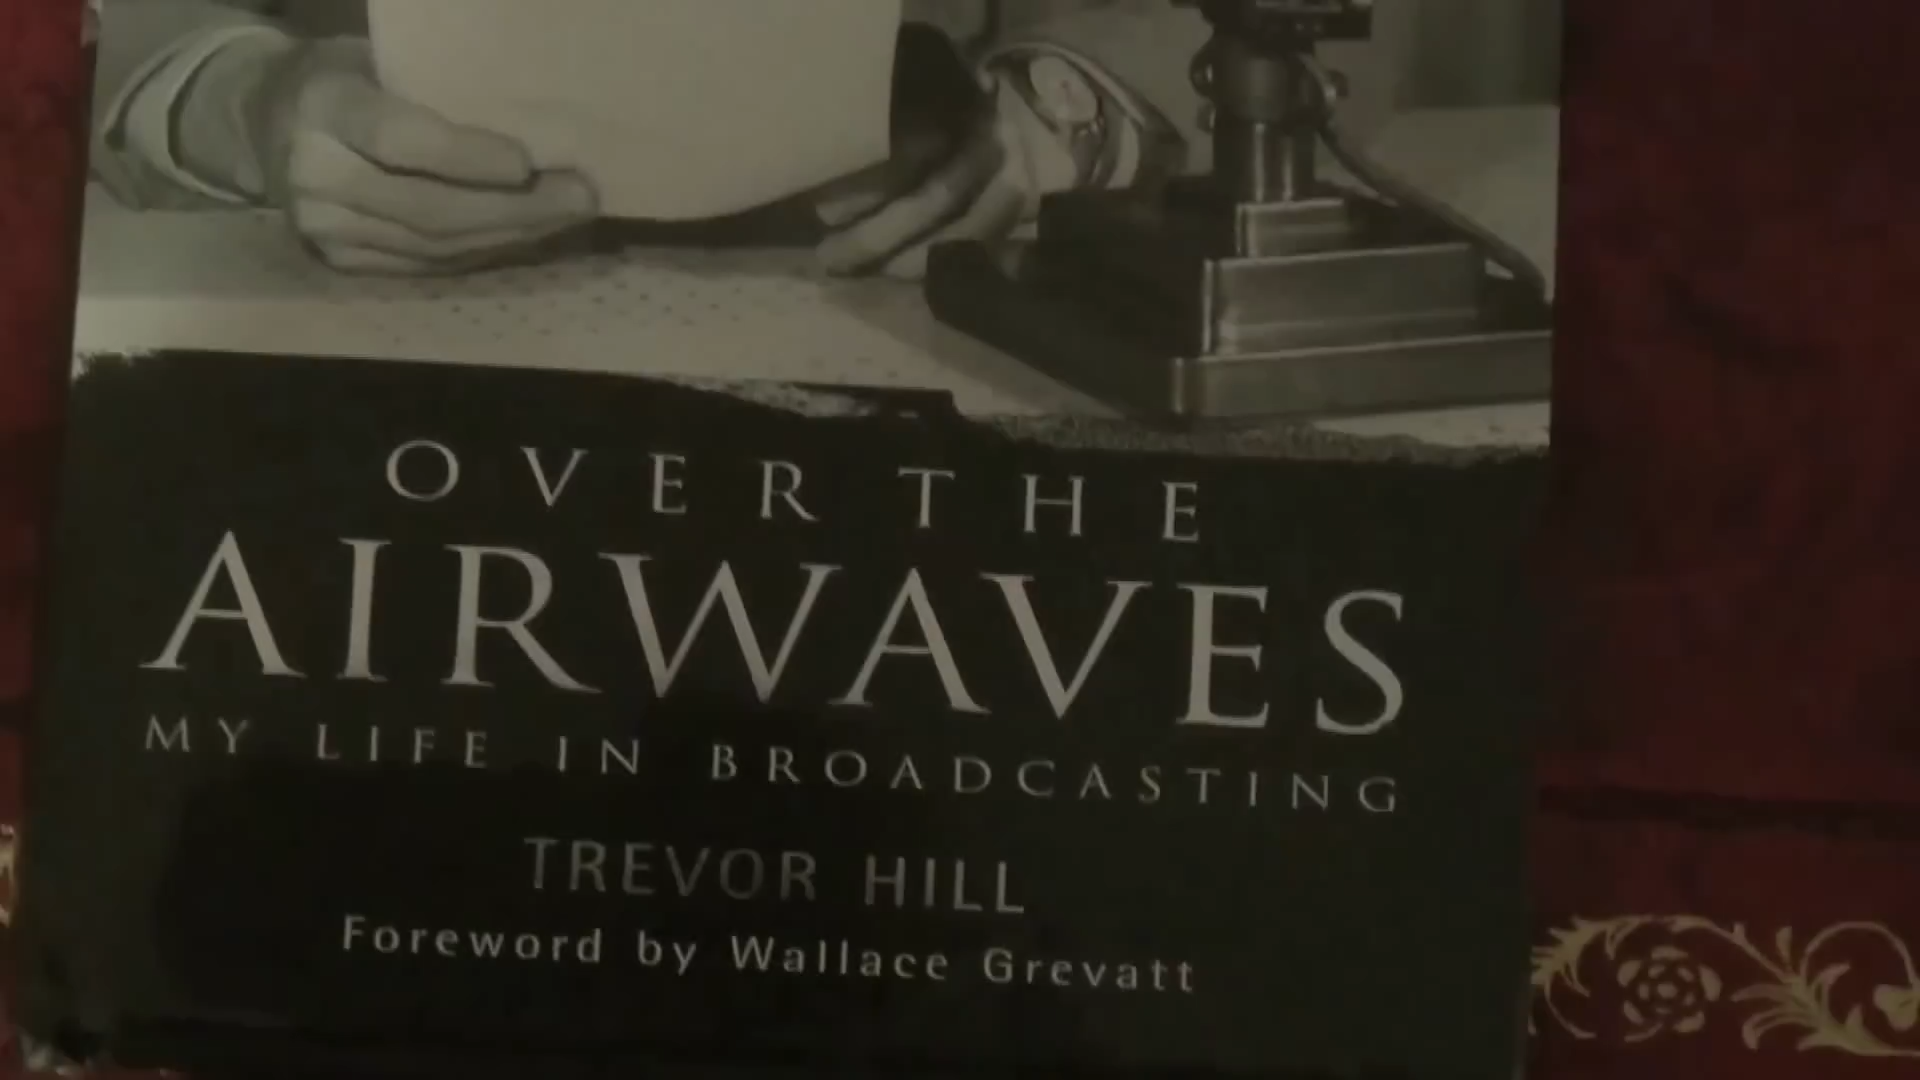 OVER THE
AIRWAVES
MY LIFE IN BROADCASTING
TREVOR HILL
Foreword by Wallace Grevatt